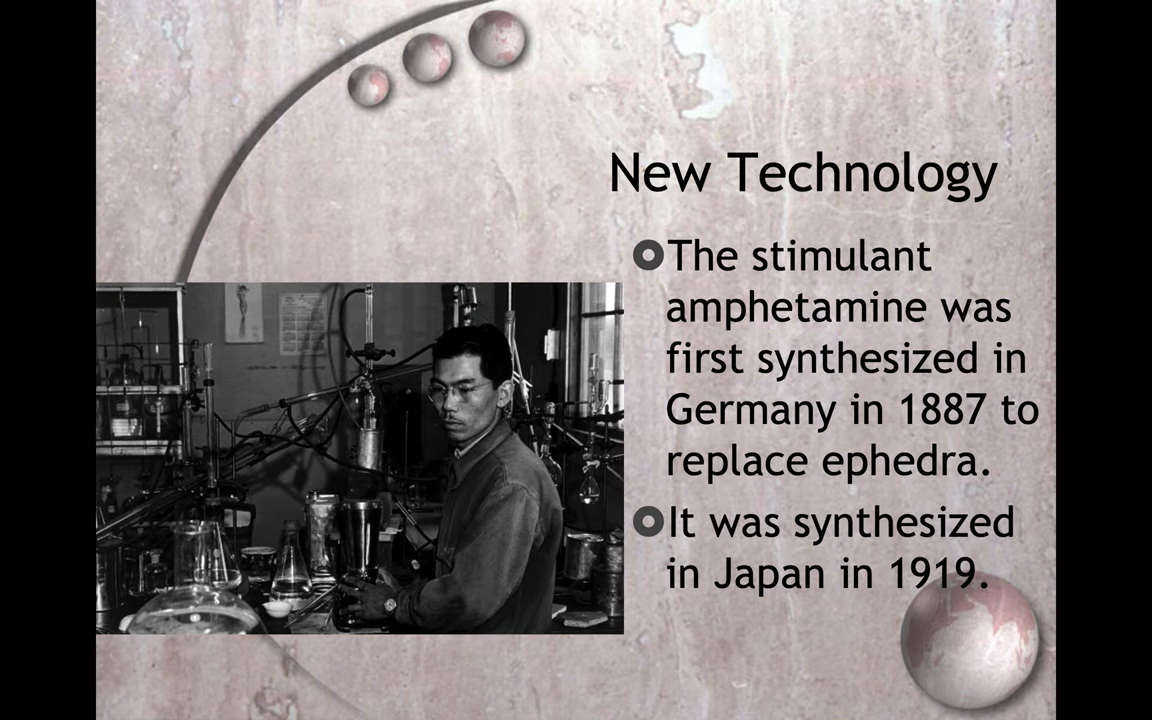 New Technology
The stimulant
amphetamine was
first synthesized in
Germany in 1887 to
replace ephedra.
It was synthesized
in Japan in 1919.